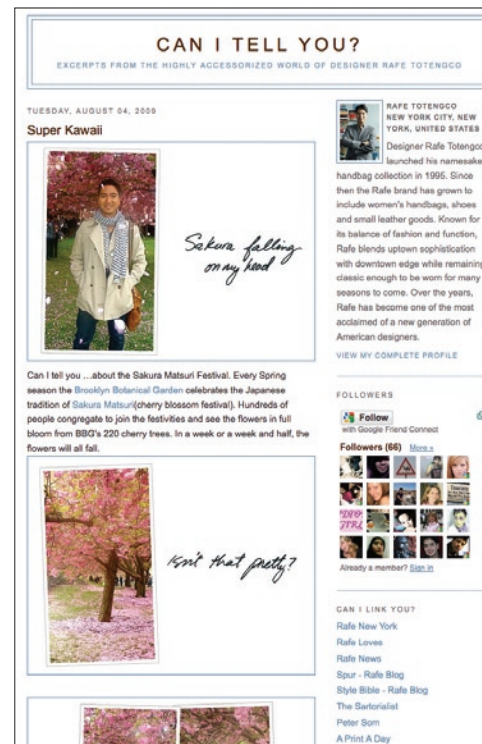 CAN I TELL YOU?
EXCERPTS FROM THE HIGHLY ACCESSORIZED WORLD OF DESIGNER RAFE TOTENGCO
TUESDAY, AUGUST 04, 2009
Super Kawaii
Sakura falling
on my head
Can I tell you ...about the Sakura Matsuri Festival. Every Spring
season the Brooklyn Botanical Garden celebrates the Japanese
tradition of Sakura Matsuri(cherry blossom festival). Hundreds of
people congregate to join the festivities and see the flowers in full
bloom from BBG's 220 cherry trees. In a week or a week and half, the
flowers will all fall.
Isn't that pretty?
RAFE TOTENGCO
NEW YORK CITY, NEW
YORK, UNITED STATES
Designer Rafe Totengco
launched his namesake
handbag collection in 1995. Since
then the Rafe brand has grown to
include women's handbags, shoes
and small leather goods. Known for
its balance of fashion and function,
Rafe blends uptown sophistication
with downtown edge while remaining
classic enough to be worn for many
seasons to come. Over the years,
Rafe has become one of the most
acclaimed of a new generation of
American designers.
VIEW MY COMPLETE PROFILE
FOLLOWERS
Follow
with Google Friend Connect
Followers (66) More »
Already a member? Sign in
CAN I LINK YOU?
Rafe New York
Rafe Loves
Rafe News
Spur - Rafe Blog
Style Bible - Rafe Blog
The Sartorialist
Peter Som
A Print A Day